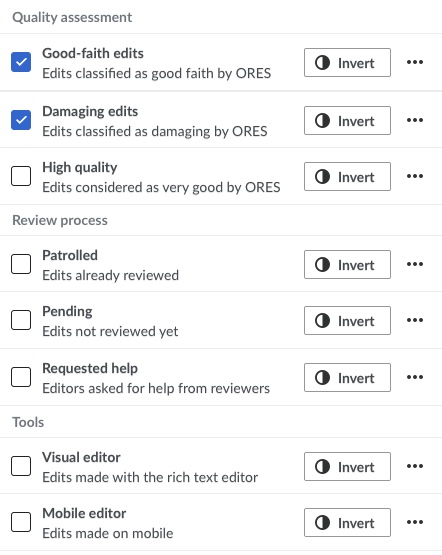 Quality assessment
Good-faith edits
Edits classified as good faith by ORES
Invert
Damaging edits
Edits classified as damaging by ORES
Invert
High quality
Edits considered as very good by ORES
Invert
Review process
Patrolled
Edits already reviewed
Invert
Pending
Edits not reviewed yet
Invert
Requested help
Editors asked for help from reviewers
Invert
Tools
Visual editor
Edits made with the rich text editor
Invert
Mobile editor
Edits made on mobile
Invert